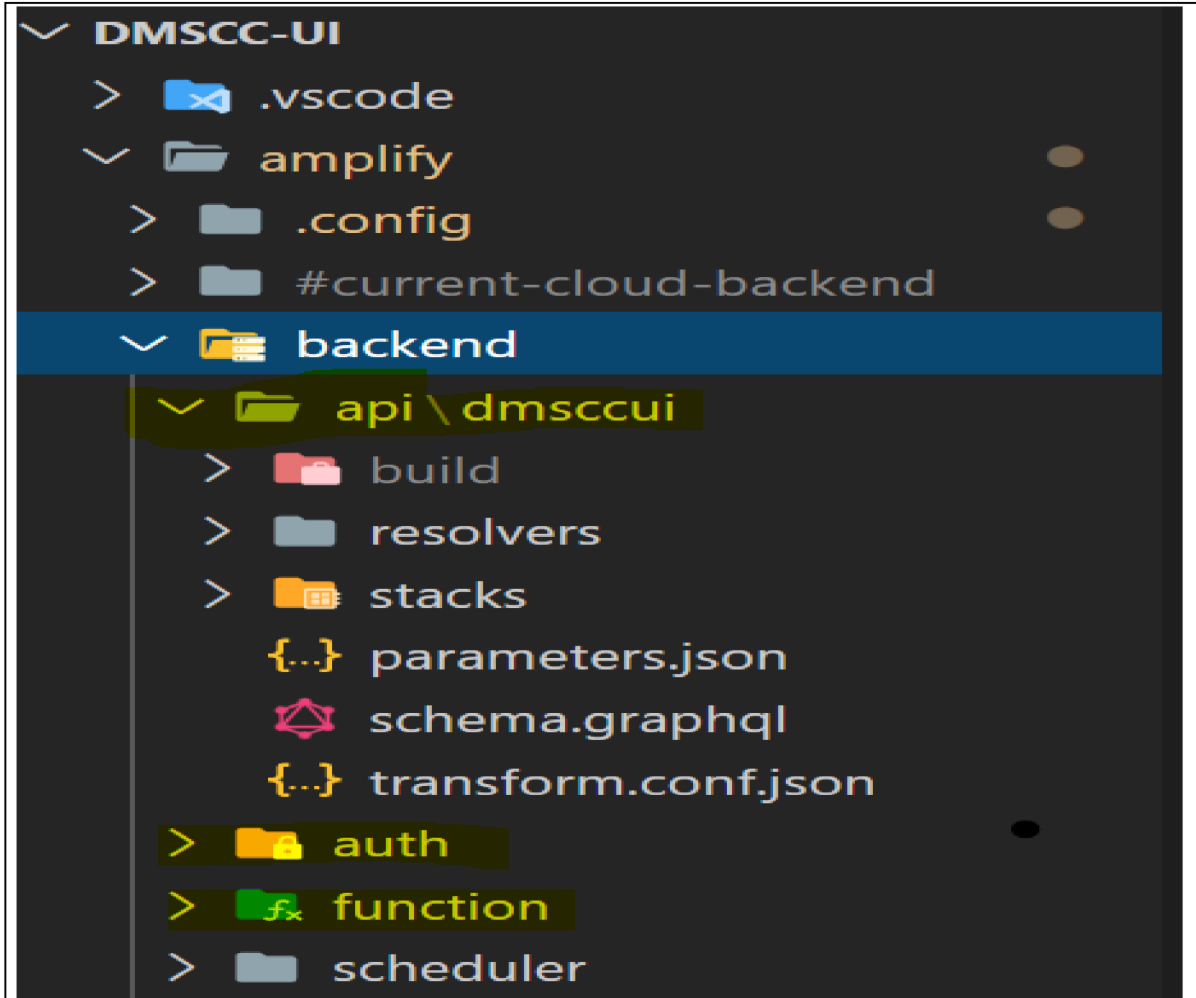 DMSCC-UI
.vscode
amplify
.config
#current-cloud-backend
backend
api \ dmsccui
build
resolvers
stacks
{...} parameters.json
schema.graphql
{...} transform.conf.json
auth
fx function
scheduler